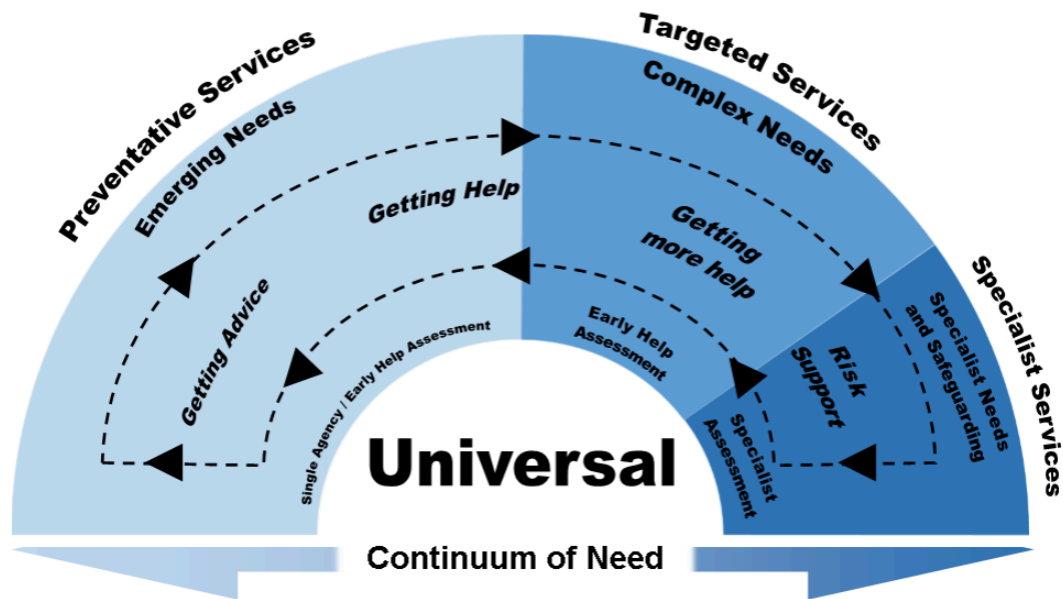 Preventative Services
Emerging Needs
Getting Advice
Getting Help
Single Agency / Early Help Assessment
Targeted Services
Complex Needs
Getting
more help
Early Help
Assessment
Specialist Services
Specialist Needs
and Safeguarding
Risk
Support
Specialist
Assessment
Universal
Continuum of Need